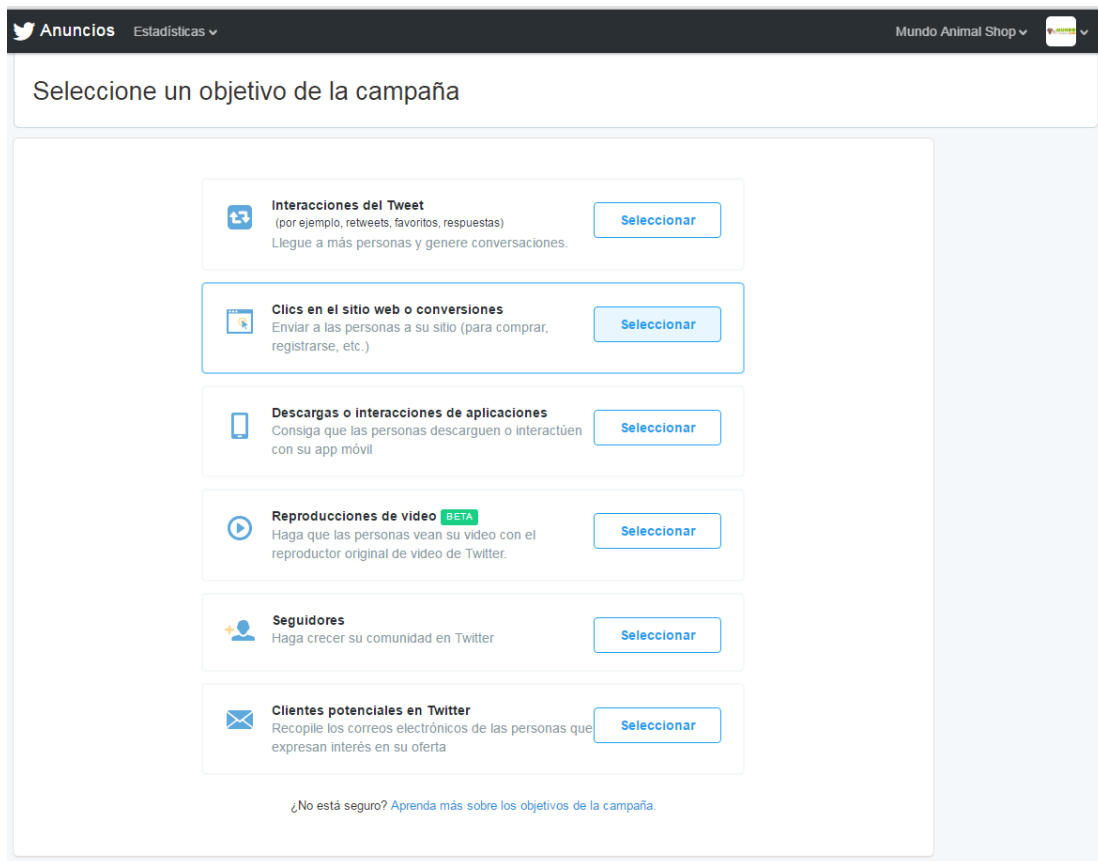 Anuncios Estadísticas Mundo Animal Shop
MUNDO
Seleccione un objetivo de la campaña
Interacciones del Tweet
(por ejemplo, retweets, favoritos, respuestas)
Llegue a más personas y genere conversaciones.
Seleccionar
Clics en el sitio web o conversiones
Enviar a las personas a su sitio (para comprar,
registrarse, etc.)
Seleccionar
Descargas o interacciones de aplicaciones
Consiga que las personas descarguen o interactúen
con su app móvil
Seleccionar
Reproducciones de video BETA
Haga que las personas vean su video con el
reproductor original de video de Twitter.
Seleccionar
Seguidores
Haga crecer su comunidad en Twitter
Seleccionar
Clientes potenciales en Twitter
Recopile los correos electrónicos de las personas que
expresan interés en su oferta
Seleccionar
¿No está seguro? Aprenda más sobre los objetivos de la campaña.